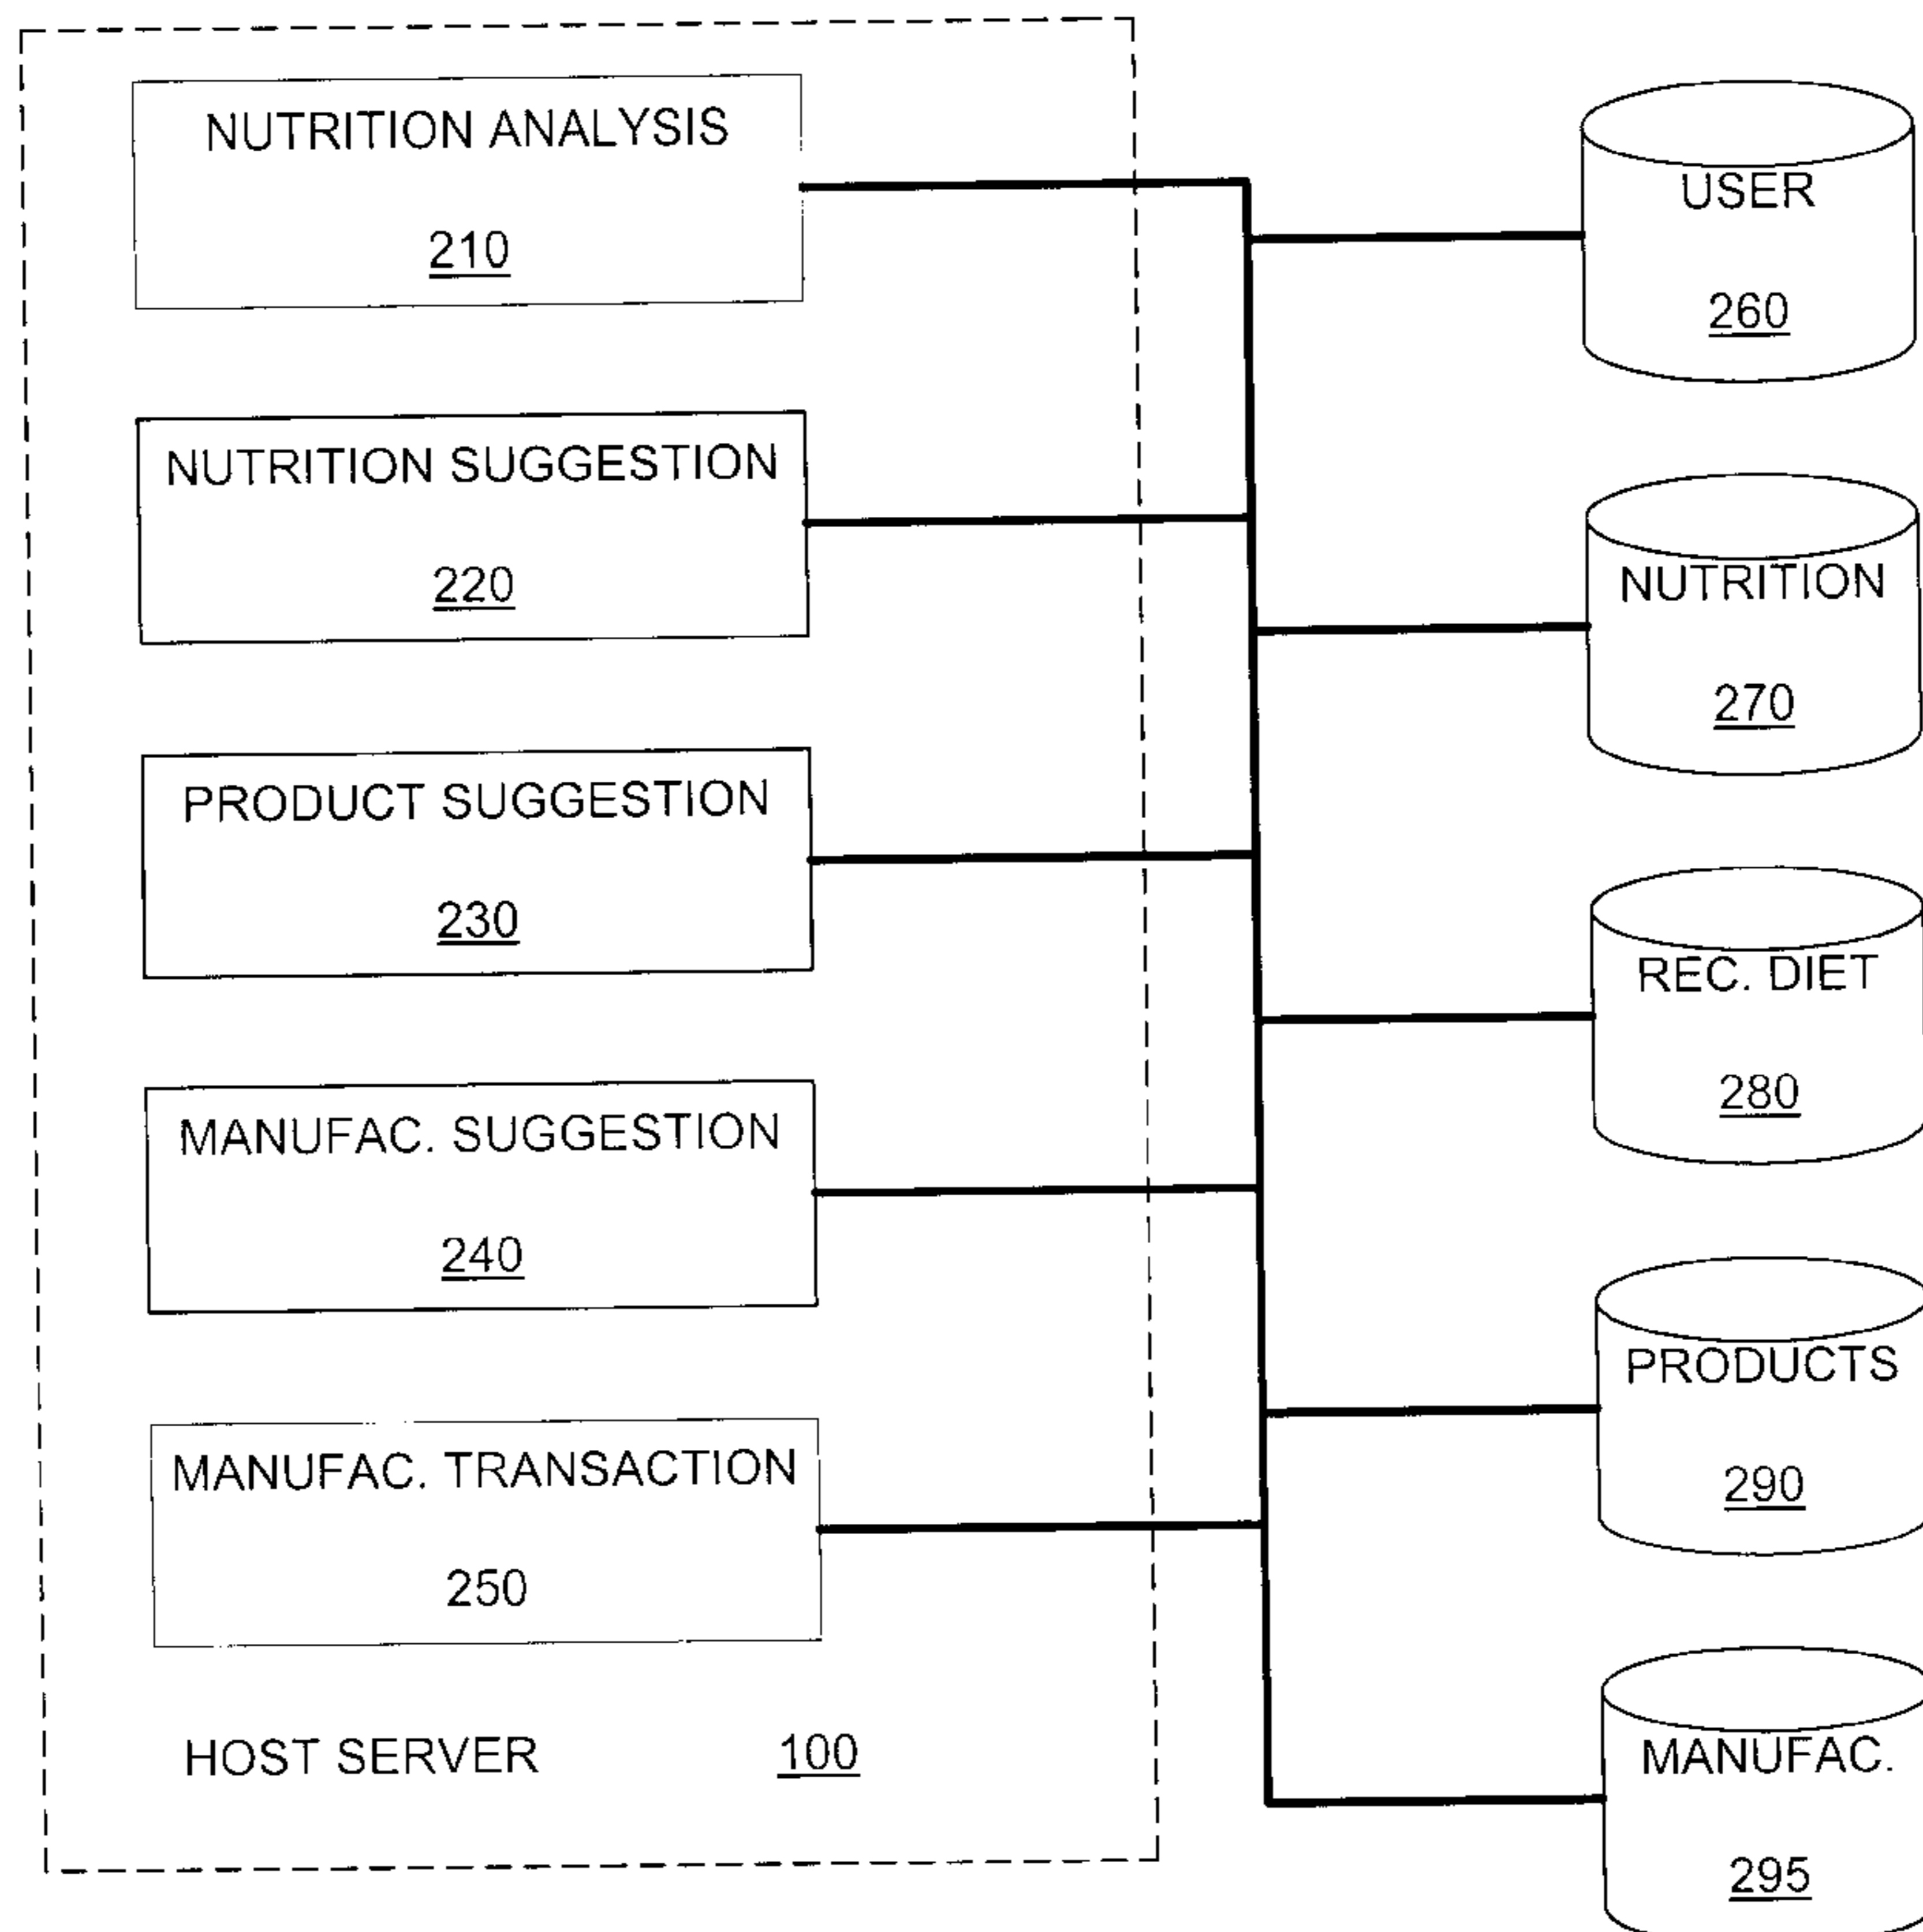 NUTRITION ANALYSIS
210
NUTRITION SUGGESTION
220
PRODUCT SUGGESTION
230
MANUFAC. SUGGESTION
240
MANUFAC. TRANSACTION
250
HOST SERVER 100
USER
260
NUTRITION
270
REC. DIET
280
PRODUCTS
290
MANUFAC.
295